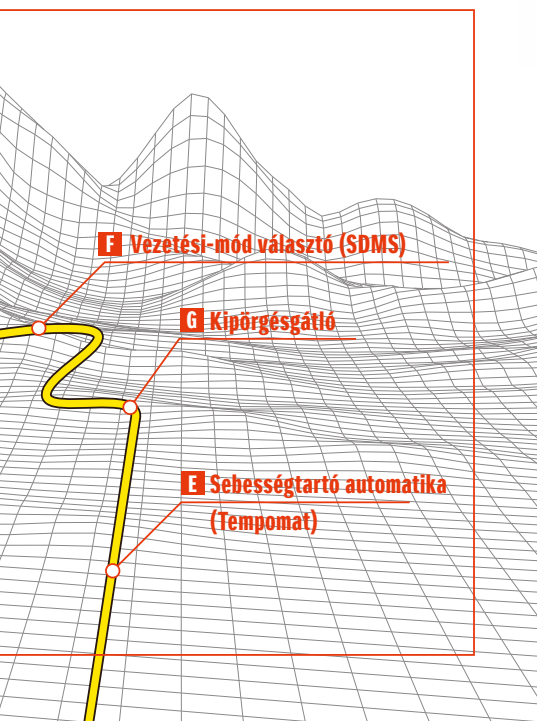 F Vezetési-mód választó (SDMS)
G Kipörgésgátló
E Sebességtartó automatika
(Tempomat)